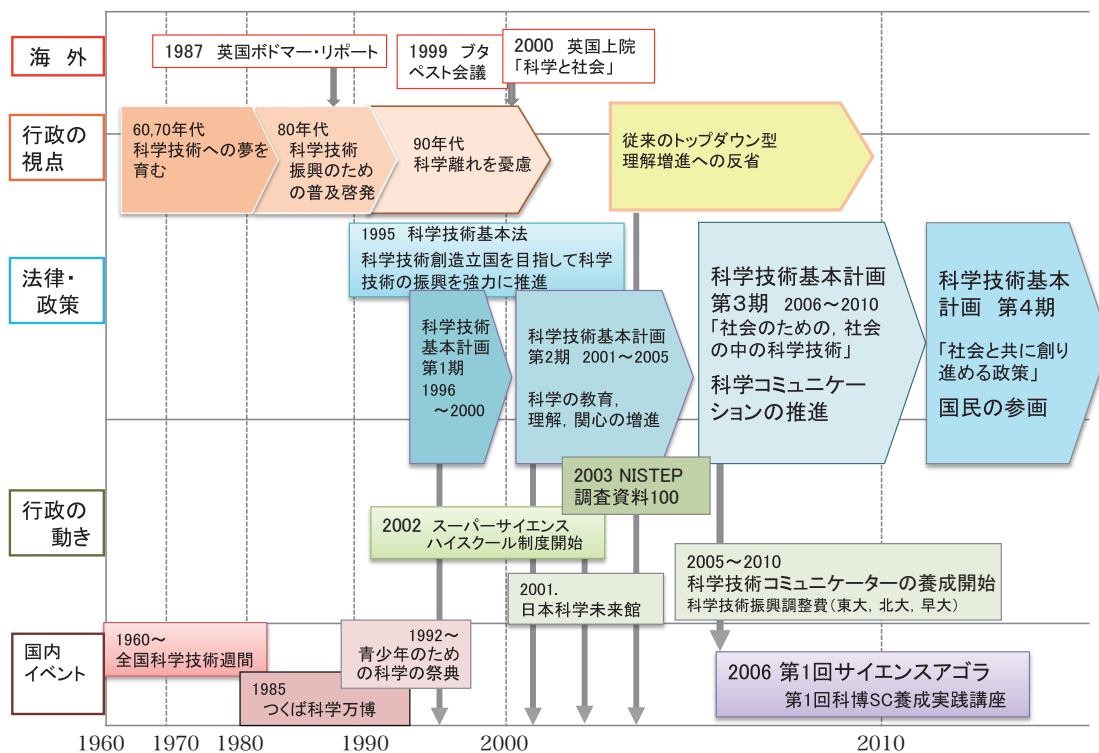 海 外
1987 英国ボドマー・リポート
1999 ブタ
ペスト会議
2000 英国上院
「科学と社会」
行政の
視点
60,70年代
科学技術への夢を
育む
80年代
科学技術
振興のため
の普及啓発
90年代
科学離れを憂慮
従来のトップダウン型
理解増進への反省
法律・
政策
1995 科学技術基本法
科学技術創造立国を目指して科学
技術の振興を強力に推進
科学技術
基本計画
第1期
1996
～2000
科学技術基本計画
第2期 2001～2005
科学の教育,
理解, 関心の増進
科学技術基本計画
第3期 2006～2010
「社会のための, 社会
の中の科学技術」
科学コミュニケー
ションの推進
科学技術基本
計画 第4期
「社会と共に創り
進める政策」
国民の参画
行政の
動き
2003 NISTEP
調査資料100
2002 スーパーサイエンス
ハイスクール制度開始
2001.
日本科学未来館
2005～2010
科学技術コミュニケーターの養成開始
科学技術振興調整費(東大, 北大, 早大)
国内
イベント
1960～
全国科学技術週間
1985
つくば科学万博
1992～
青少年のため
の科学の祭典
2006 第1回サイエンスアゴラ
第1回科博SC養成実践講座
1960 1970 1980 1990 2000 2010